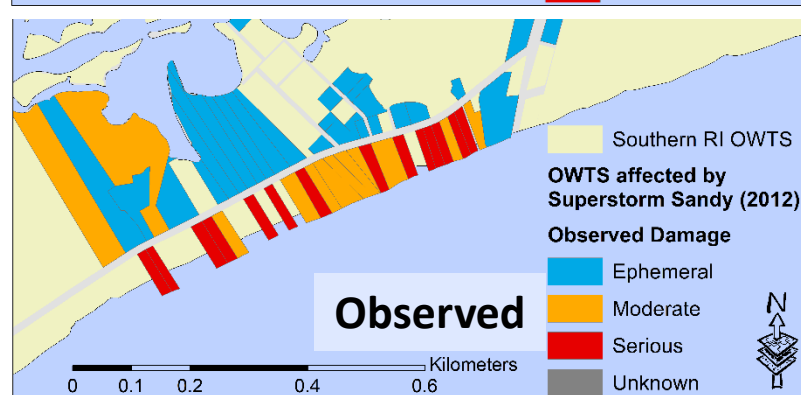 Southern RI OWTS
OWTS affected by
Superstorm Sandy (2012)
Observed Damage
Ephemeral
Moderate
Serious
Unknown
Observed
N
Kilometers
0 0.1 0.2 0.4 0.6